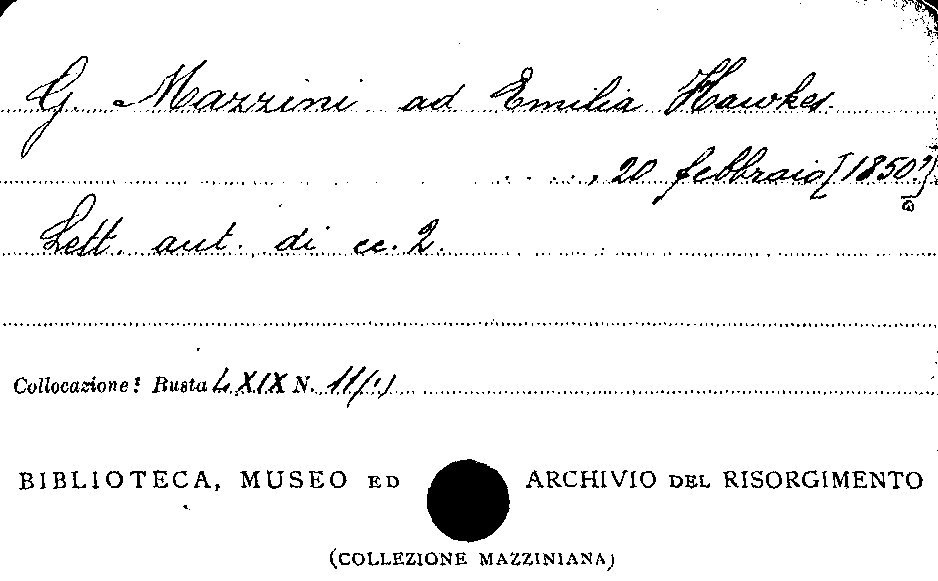 G. Mazzini ad Emilia Hawkes.
....., 20 febbraio [1850?]
Lett. aut. di cc. 2.
Collocazione: Busta LXIX N. 11/(1)
BIBLIOTECA, MUSEO ED ARCHIVIO DEL RISORGIMENTO
(COLLEZIONE MAZZINIANA)